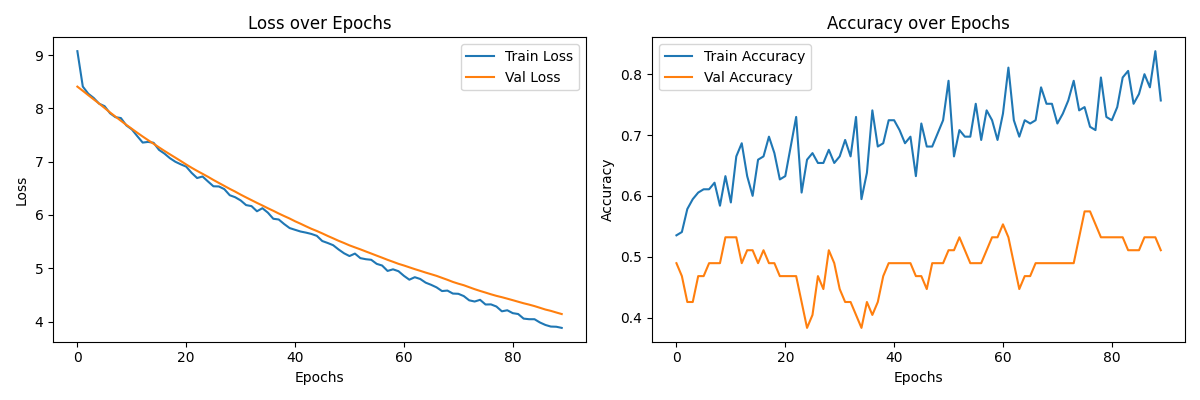 Loss over Epochs
9
8
7
6
5
4
Loss
0 20 40 60 80
Epochs
Train Loss
Val Loss
Accuracy over Epochs
0.8
0.7
0.6
0.5
0.4
Accuracy
0 20 40 60 80
Epochs
Train Accuracy
Val Accuracy